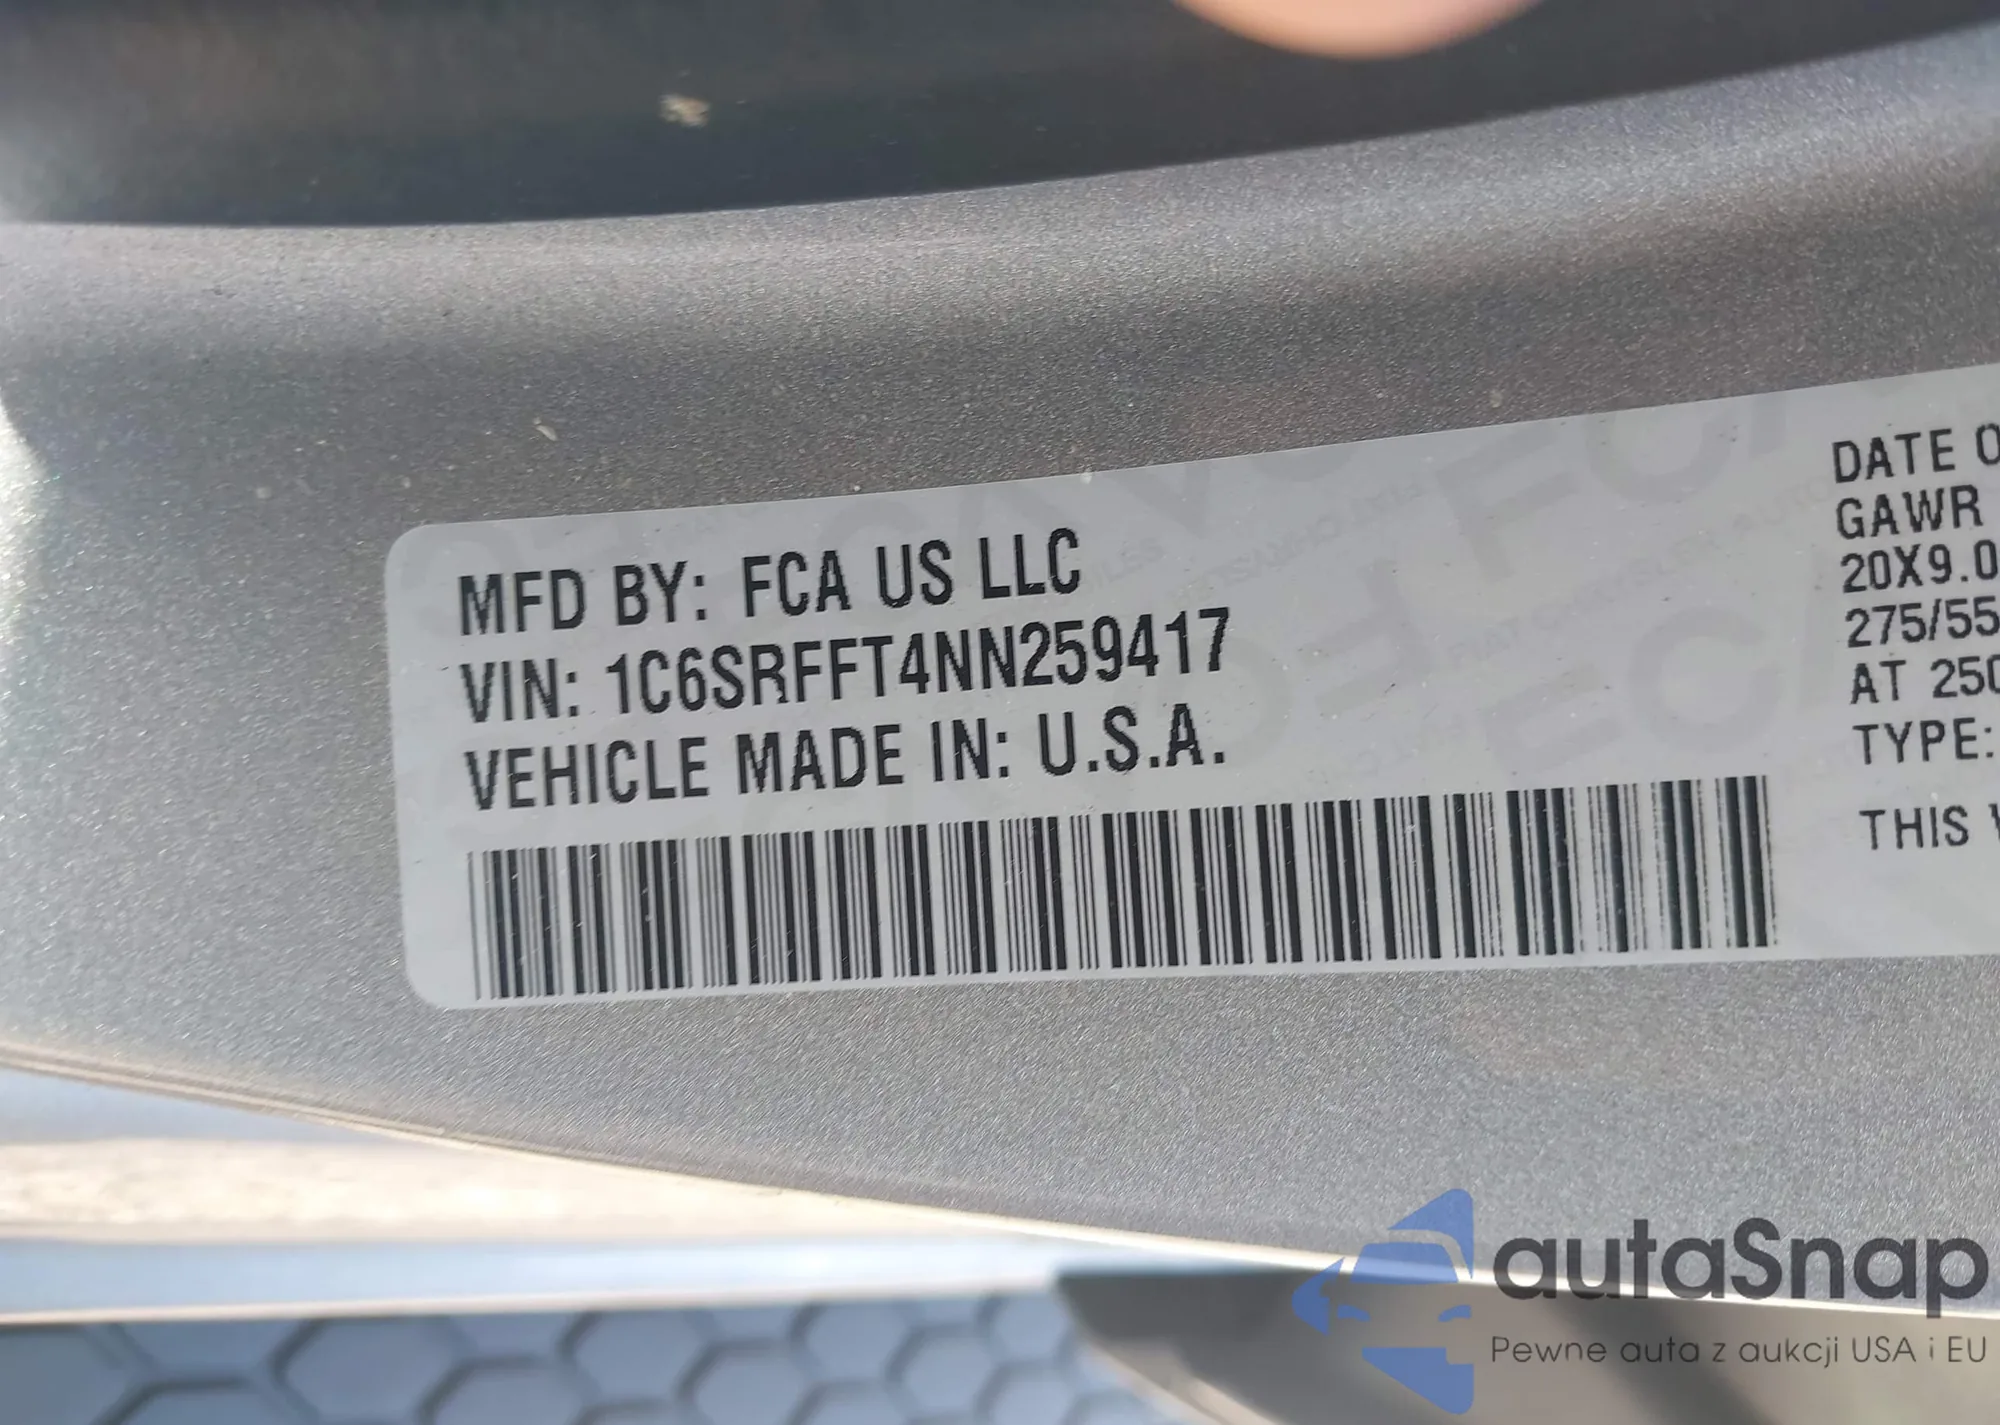 MFD BY: FCA US LLC
VIN: 1C6SRFFT4NN259417
VEHICLE MADE IN: U.S.A.
DATE O
GAWR
20X9.0
275/55
AT 250
TYPE:
THIS
autaSnap
Pewne auta z aukcji USA i EU